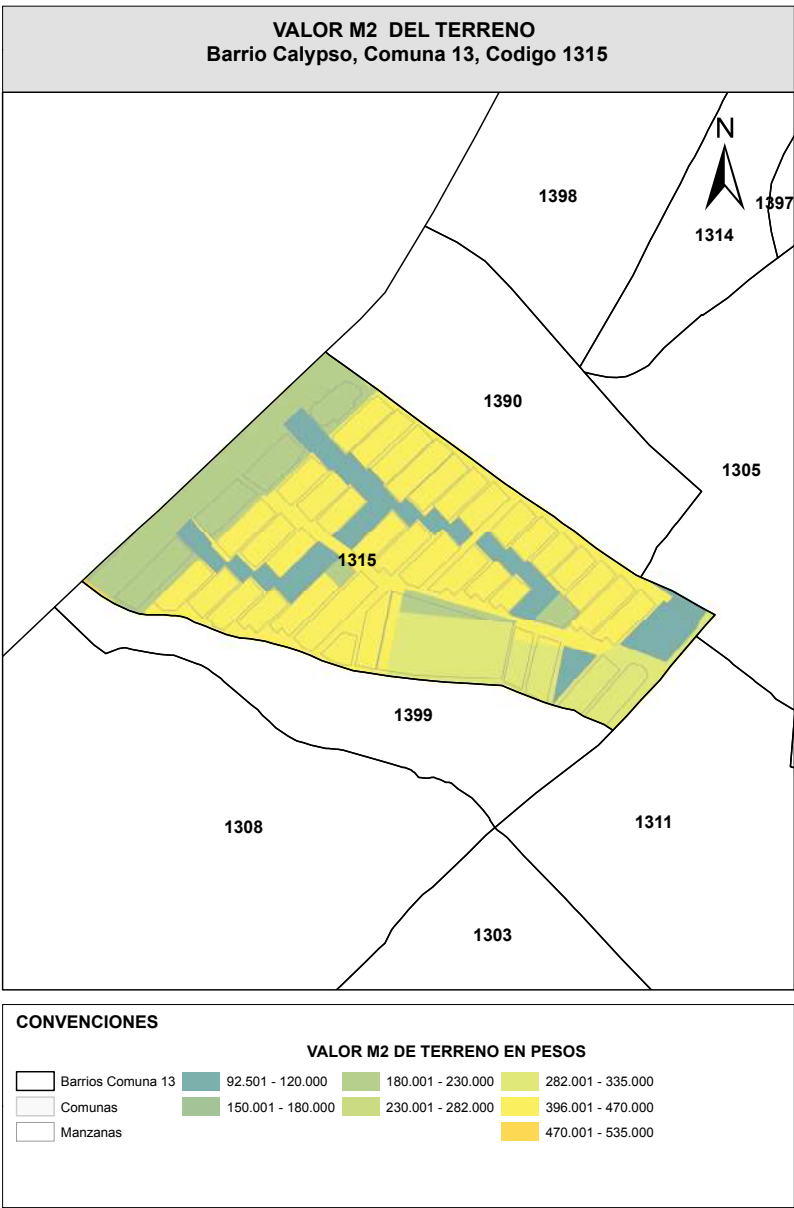 VALOR M2 DEL TERRENO
Barrio Calypso, Comuna 13, Codigo 1315
N
1398
1397
1314
1390
1305
1315
1399
1308
1311
1303
CONVENCIONES
VALOR M2 DE TERRENO EN PESOS
Barrios Comuna 13
92.501 - 120.000
180.001 - 230.000
282.001 - 335.000
Comunas
150.001 - 180.000
230.001 - 282.000
396.001 - 470.000
Manzanas
470.001 - 535.000